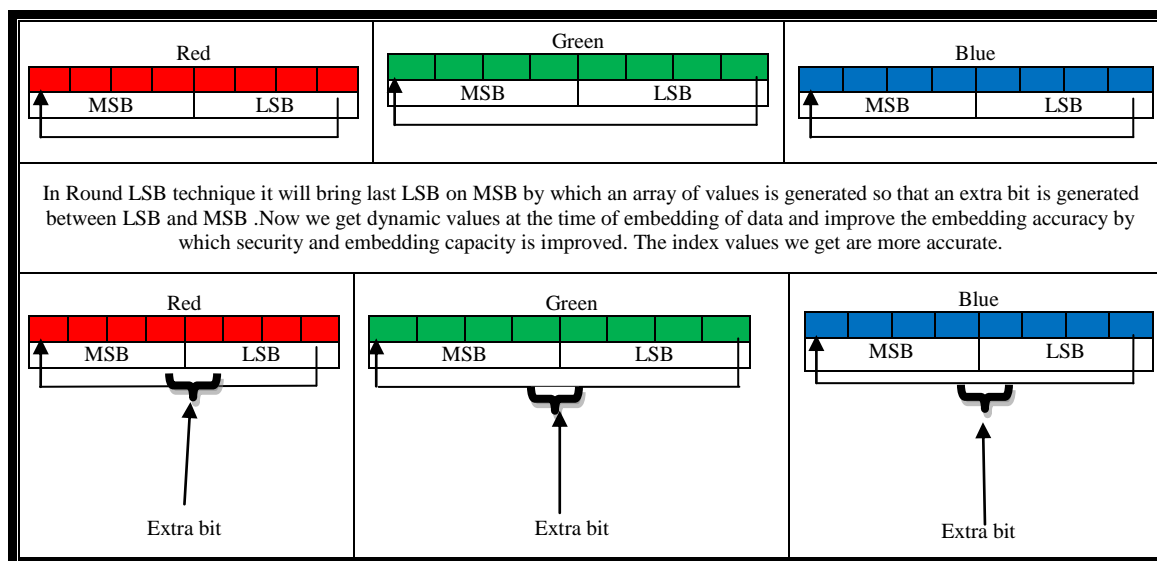 Red
Green
Blue
MSB LSB
MSB LSB
MSB LSB
In Round LSB technique it will bring last LSB on MSB by which an array of values is generated so that an extra bit is generated
between LSB and MSB .Now we get dynamic values at the time of embedding of data and improve the embedding accuracy by
which security and embedding capacity is improved. The index values we get are more accurate.
Red
Green
Blue
MSB LSB
MSB LSB
MSB LSB
Extra bit
Extra bit
Extra bit